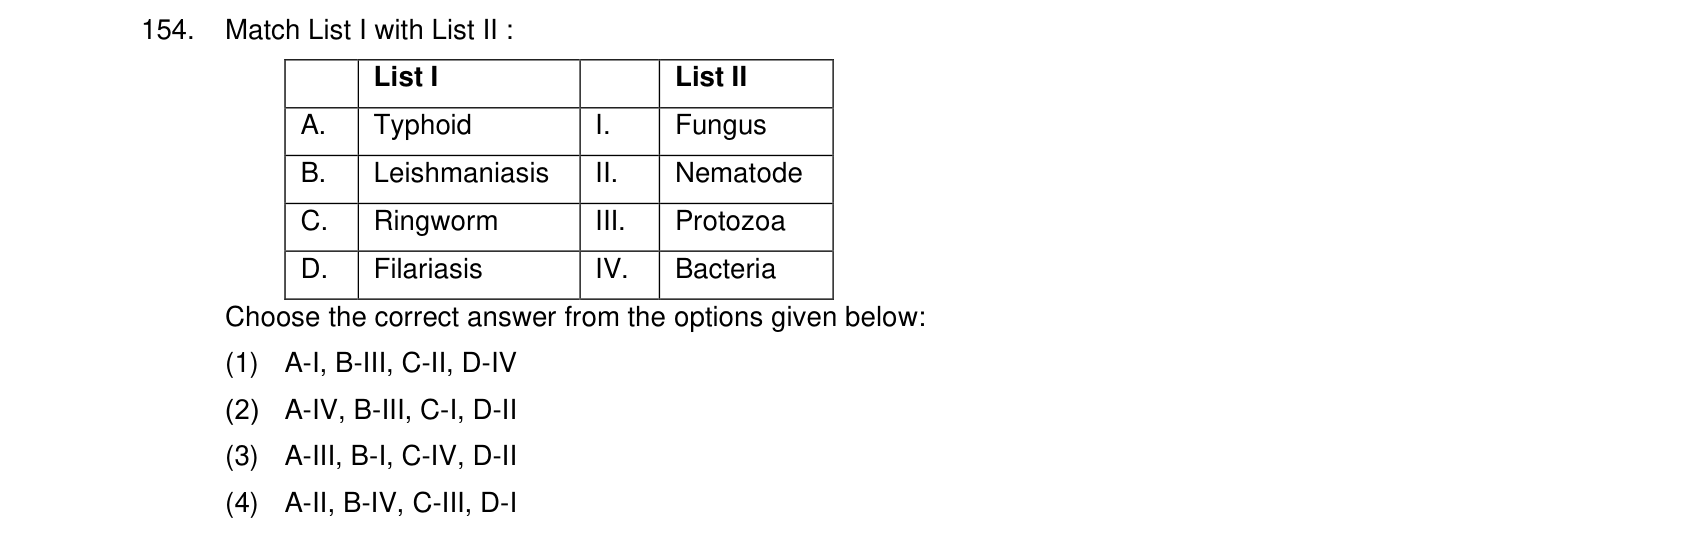 154. Match List I with List II :
List I List II
A. Typhoid I. Fungus
B. Leishmaniasis II. Nematode
C. Ringworm III. Protozoa
D. Filariasis IV. Bacteria
Choose the correct answer from the options given below:
(1) A-I, B-III, C-II, D-IV
(2) A-IV, B-III, C-I, D-II
(3) A-III, B-I, C-IV, D-II
(4) A-II, B-IV, C-III, D-I